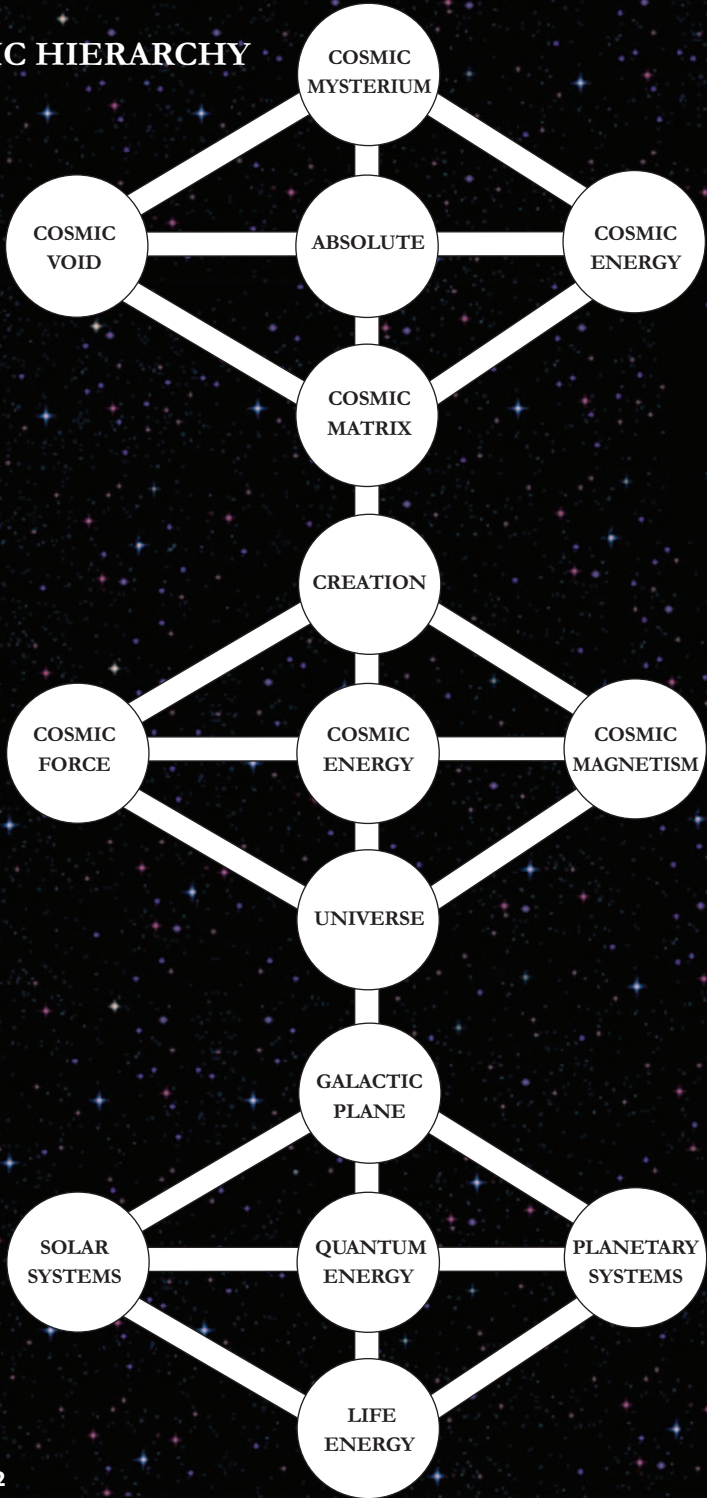 IC HIERARCHY
COSMIC
MYSTERIUM
COSMIC
VOID
ABSOLUTE
COSMIC
ENERGY
COSMIC
MATRIX
CREATION
COSMIC
FORCE
COSMIC
ENERGY
COSMIC
MAGNETISM
UNIVERSE
GALACTIC
PLANE
SOLAR
SYSTEMS
QUANTUM
ENERGY
PLANETARY
SYSTEMS
LIFE
ENERGY
2